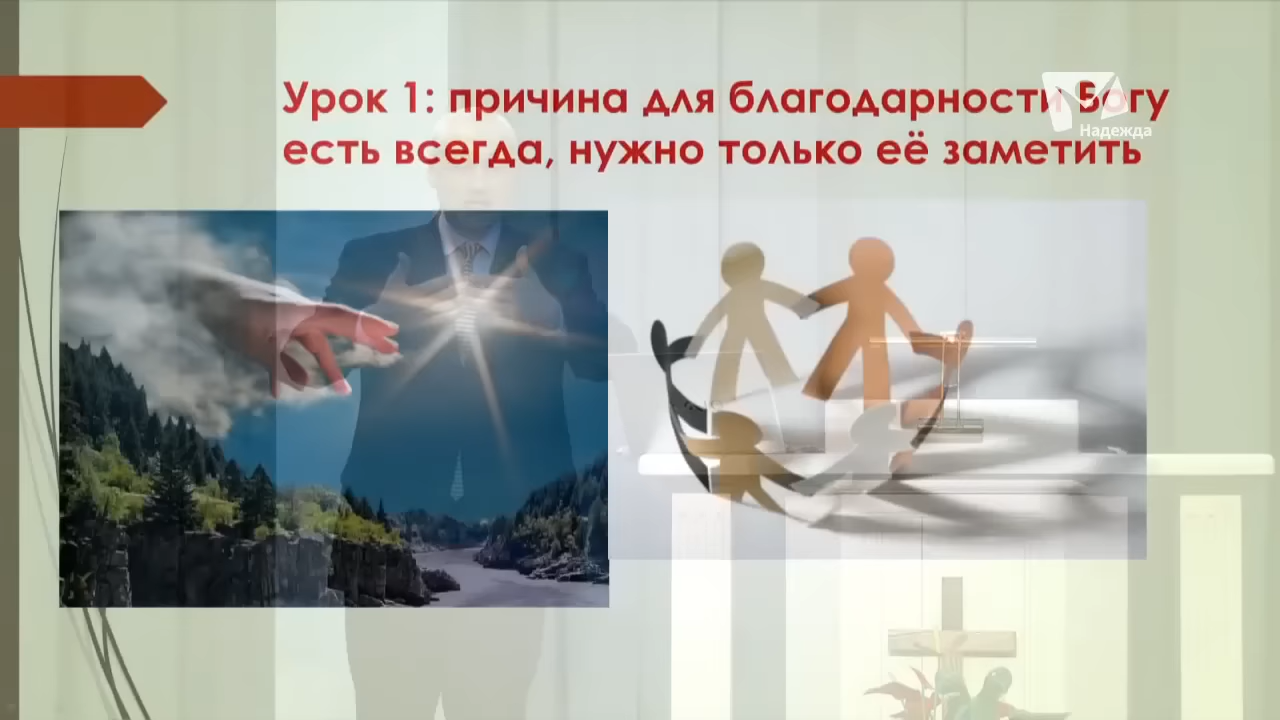 Урок 1: причина для благодарности Богу
есть всегда, нужно только её заметить
Надежда